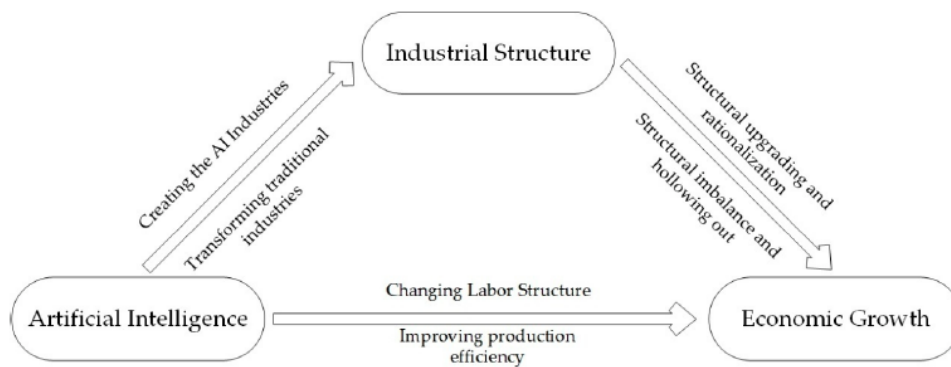 Industrial Structure
Creating the AI Industries
Transforming traditional
industries
Structural upgrading and
rationalization
Structural imbalance and
hollowing out
Artificial Intelligence
Changing Labor Structure
Improving production
efficiency
Economic Growth